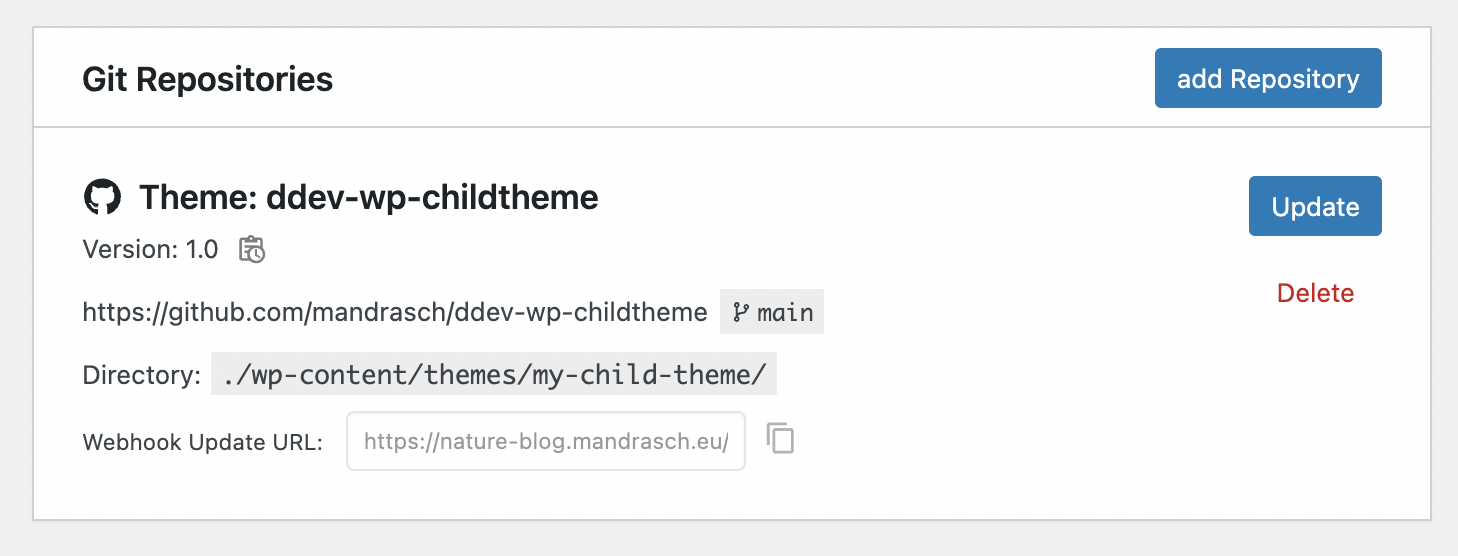 Git Repositories
add Repository
Theme: ddev-wp-childtheme
Update
Version: 1.0
Delete
https://github.com/mandrasch/ddev-wp-childtheme main
Directory: ./wp-content/themes/my-child-theme/
Webhook Update URL: https://nature-blog.mandrasch.eu/